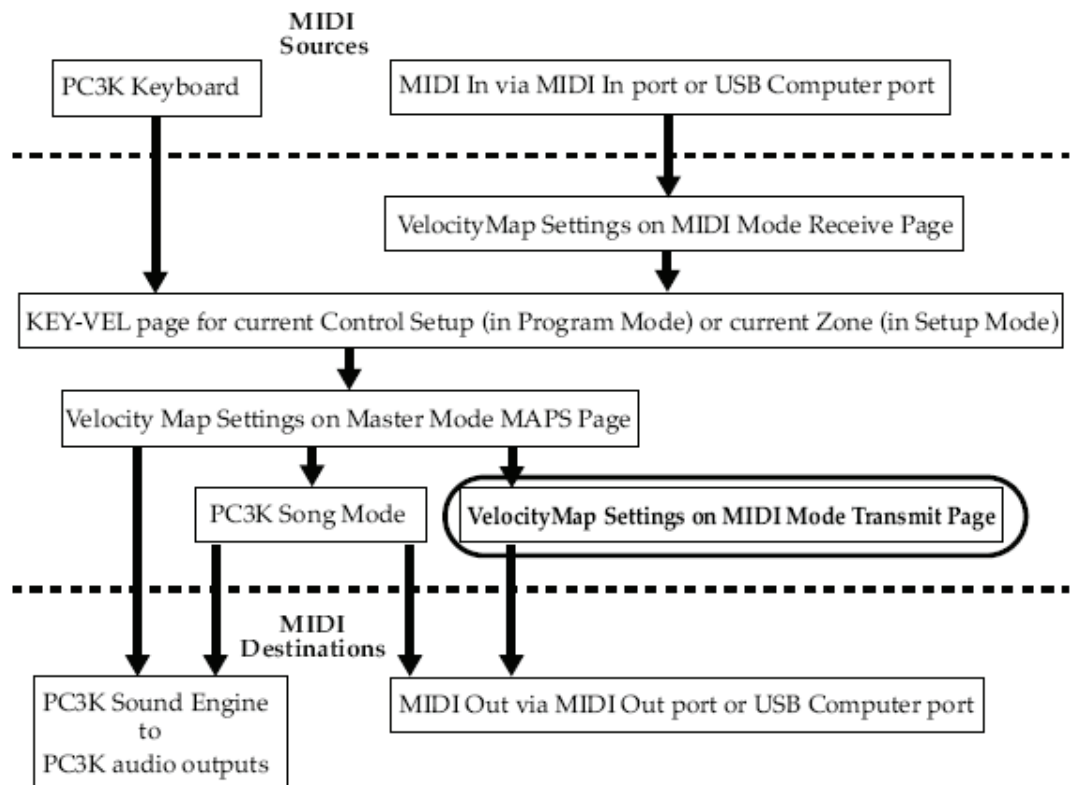 MIDI
Sources
PC3K Keyboard
MIDI In via MIDI In port or USB Computer port
VelocityMap Settings on MIDI Mode Receive Page
KEY-VEL page for current Control Setup (in Program Mode) or current Zone (in Setup Mode)
Velocity Map Settings on Master Mode MAPS Page
PC3K Song Mode
VelocityMap Settings on MIDI Mode Transmit Page
MIDI
Destinations
PC3K Sound Engine
to
PC3K audio outputs
MIDI Out via MIDI Out port or USB Computer port